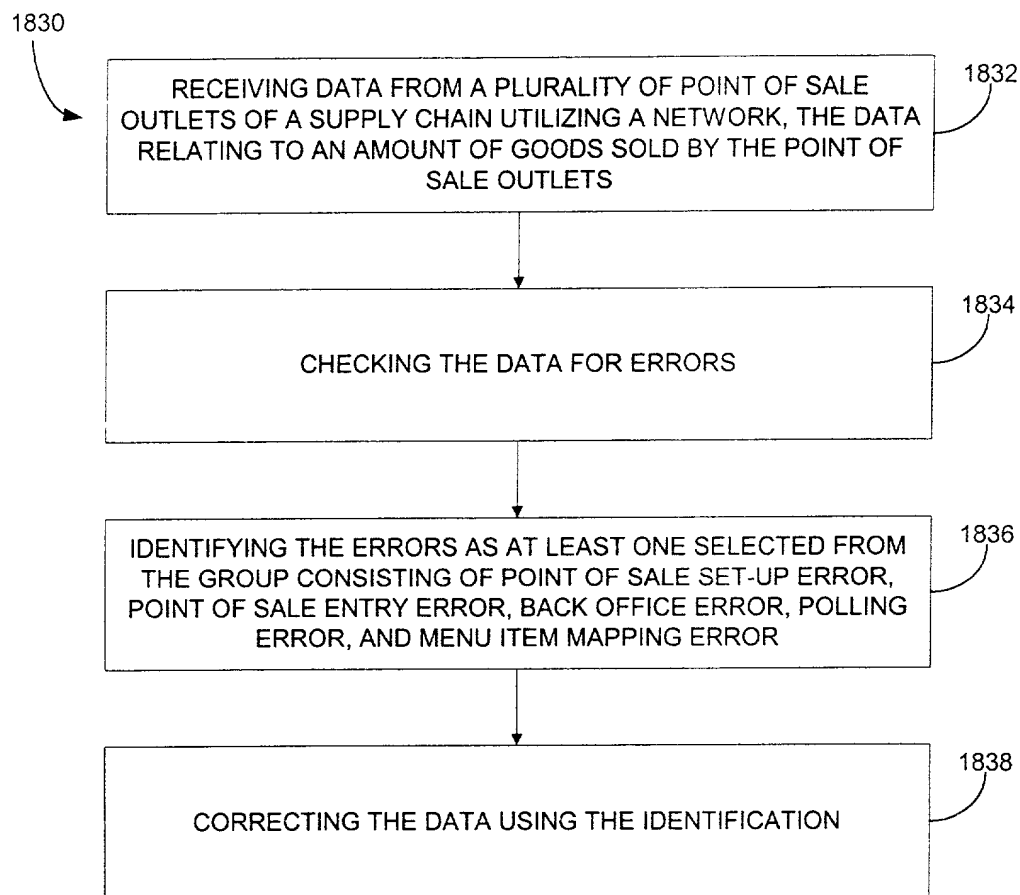 1830
1832
RECEIVING DATA FROM A PLURALITY OF POINT OF SALE
OUTLETS OF A SUPPLY CHAIN UTILIZING A NETWORK, THE DATA
RELATING TO AN AMOUNT OF GOODS SOLD BY THE POINT OF
SALE OUTLETS
1834
CHECKING THE DATA FOR ERRORS
1836
IDENTIFYING THE ERRORS AS AT LEAST ONE SELECTED FROM
THE GROUP CONSISTING OF POINT OF SALE SET-UP ERROR,
POINT OF SALE ENTRY ERROR, BACK OFFICE ERROR, POLLING
ERROR, AND MENU ITEM MAPPING ERROR
1838
CORRECTING THE DATA USING THE IDENTIFICATION